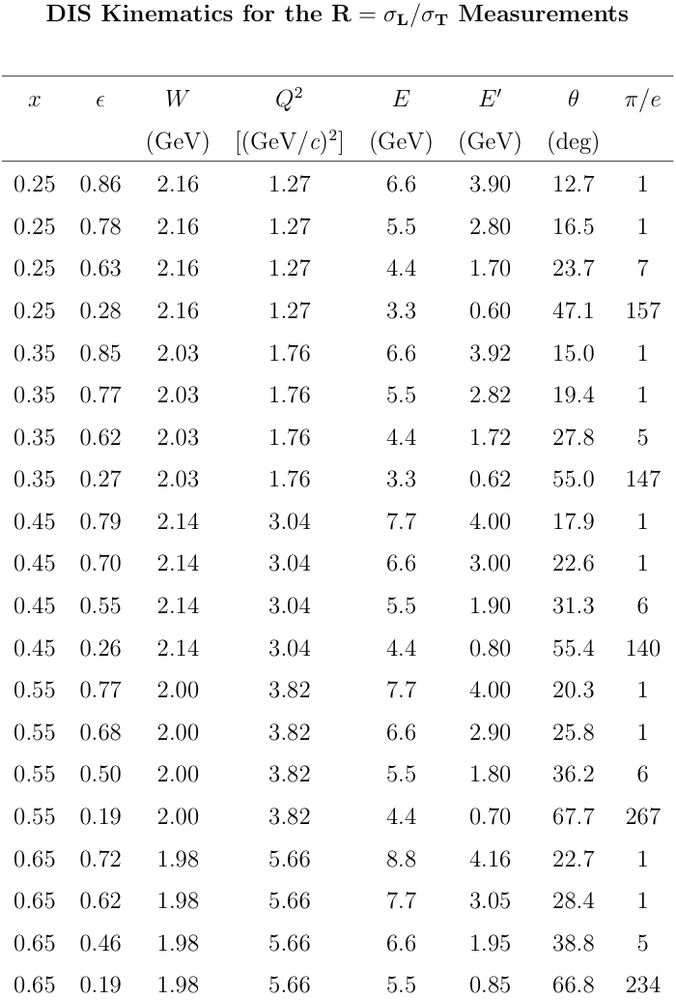 DIS Kinematics for the R = σL/σT Measurements
x ϵ W Q² E E′ θ π/e
(GeV) [(GeV/c)²] (GeV) (GeV) (deg)
0.25 0.86 2.16 1.27 6.6 3.90 12.7 1
0.25 0.78 2.16 1.27 5.5 2.80 16.5 1
0.25 0.63 2.16 1.27 4.4 1.70 23.7 7
0.25 0.28 2.16 1.27 3.3 0.60 47.1 157
0.35 0.85 2.03 1.76 6.6 3.92 15.0 1
0.35 0.77 2.03 1.76 5.5 2.82 19.4 1
0.35 0.62 2.03 1.76 4.4 1.72 27.8 5
0.35 0.27 2.03 1.76 3.3 0.62 55.0 147
0.45 0.79 2.14 3.04 7.7 4.00 17.9 1
0.45 0.70 2.14 3.04 6.6 3.00 22.6 1
0.45 0.55 2.14 3.04 5.5 1.90 31.3 6
0.45 0.26 2.14 3.04 4.4 0.80 55.4 140
0.55 0.77 2.00 3.82 7.7 4.00 20.3 1
0.55 0.68 2.00 3.82 6.6 2.90 25.8 1
0.55 0.50 2.00 3.82 5.5 1.80 36.2 6
0.55 0.19 2.00 3.82 4.4 0.70 67.7 267
0.65 0.72 1.98 5.66 8.8 4.16 22.7 1
0.65 0.62 1.98 5.66 7.7 3.05 28.4 1
0.65 0.46 1.98 5.66 6.6 1.95 38.8 5
0.65 0.19 1.98 5.66 5.5 0.85 66.8 234